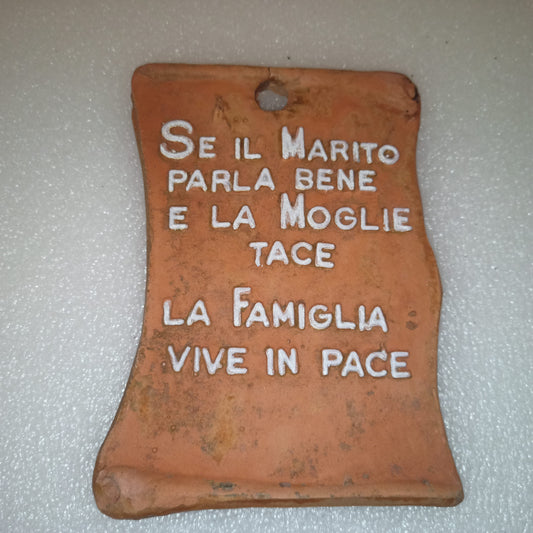 SE IL MARITO
PARLA BENE
E LA MOGLIE
TACE
LA FAMIGLIA
VIVE IN PACE